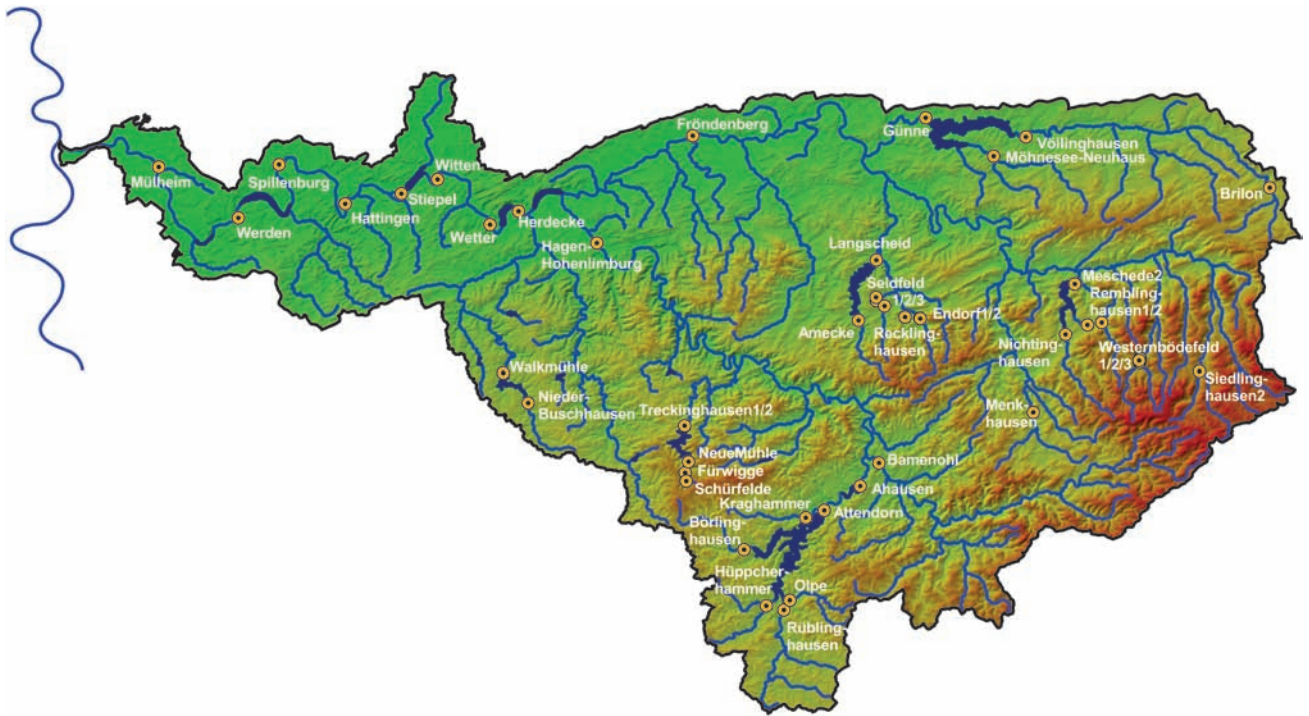 Fröndenberg
Günne
Völlinghausen
Möhnesee-Neuhaus
Mülheim
Spillenburg
Witten
Stiepel
Hattingen
Werden
Wetter
Herdecke
Hagen-
Hohenlimburg
Brilon
Langscheid
Seldfeld
1/2/3
Amecke
Recklling-
hausen
Endorf1/2
Meschede2
Rembling-
hausen1/2
Nichting-
hausen
Westernbödefeld
1/2/3
Siedling-
hausen2
Menk-
hausen
Walkmühle
Nieder-
Buschhausen
Treckinghausen1/2
NeueMühle
Fürwigge
Schürfelde
Bamenohl
Ahausen
Kraghammer
Attendorn
Börling-
hausen
Hüppcher-
hammer
Olpe
Rübling-
hausen